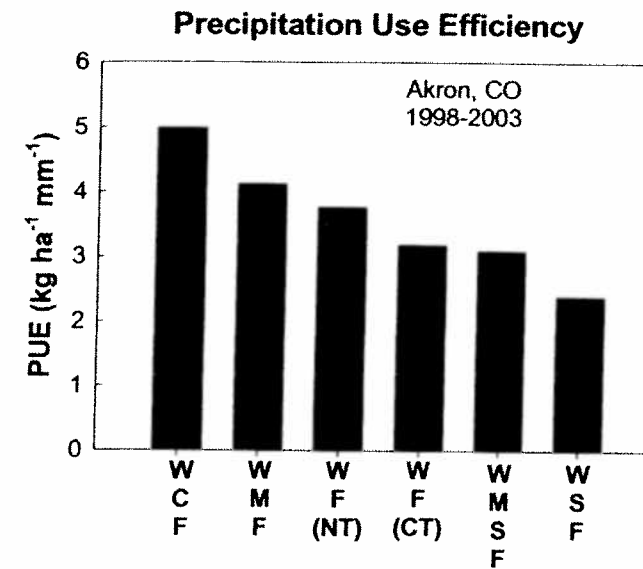 Precipitation Use Efficiency
Akron, CO
1998-2003
PUE (kg ha⁻¹ mm⁻¹)
6
5
4
3
2
1
0
W W W W W W
C M F F M S
F F (NT) (CT) S F
F